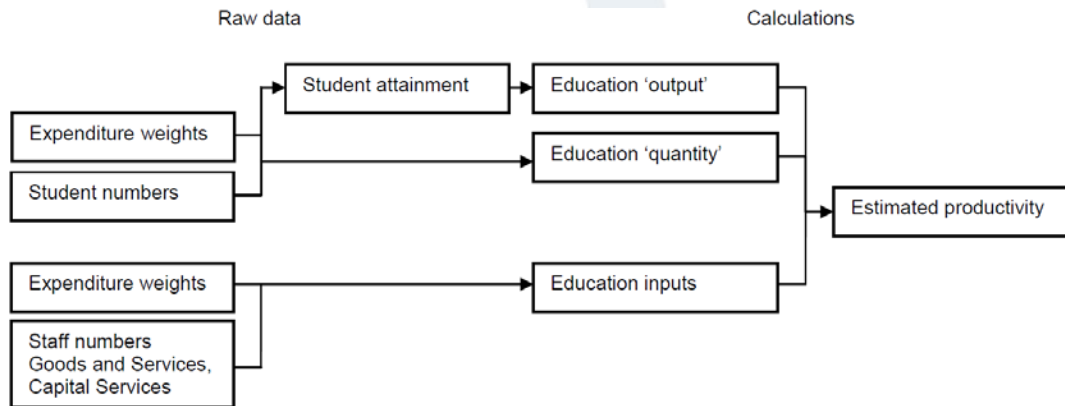 Raw data
Calculations
Student attainment
Education ‘output’
Expenditure weights
Education ‘quantity’
Student numbers
Estimated productivity
Expenditure weights
Education inputs
Staff numbers
Goods and Services,
Capital Services